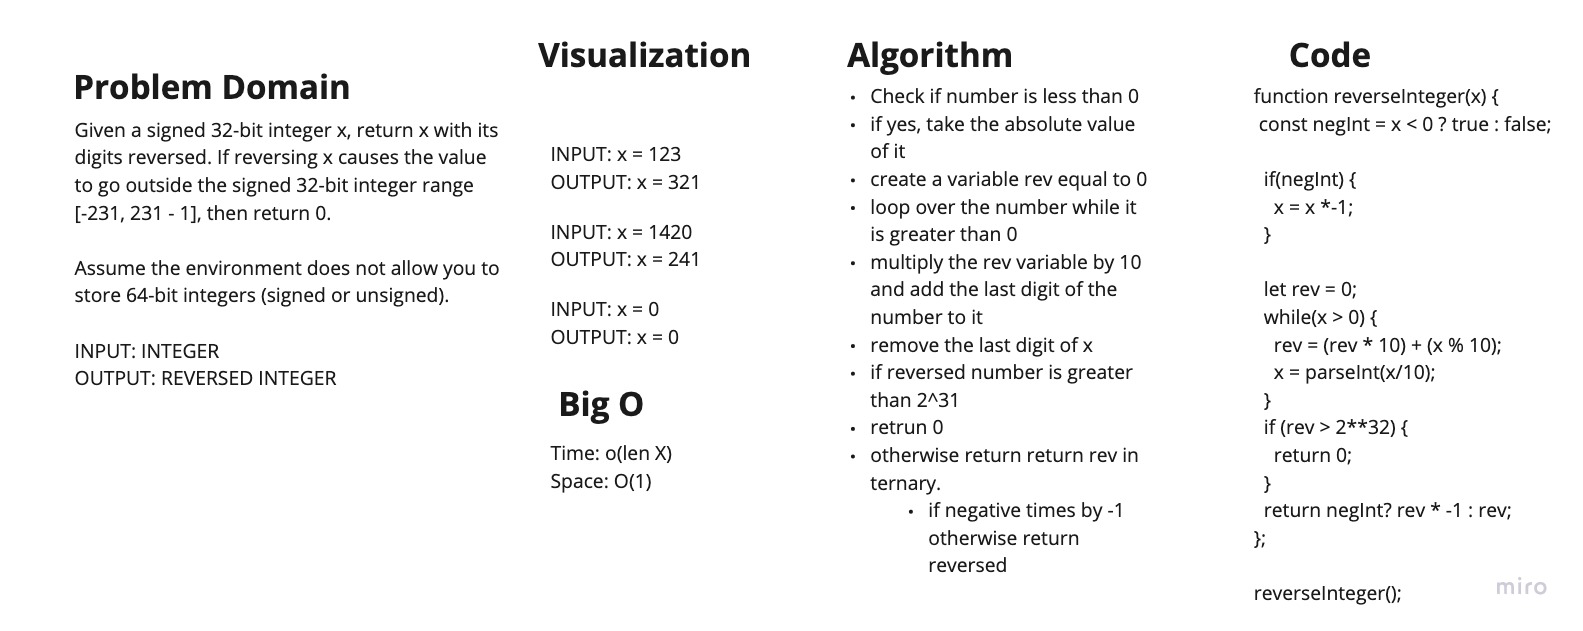 Problem Domain
Given a signed 32-bit integer x, return x with its
digits reversed. If reversing x causes the value
to go outside the signed 32-bit integer range
[-231, 231 - 1], then return 0.
Assume the environment does not allow you to
store 64-bit integers (signed or unsigned).
INPUT: INTEGER
OUTPUT: REVERSED INTEGER
Visualization
INPUT: x = 123
OUTPUT: x = 321
INPUT: x = 1420
OUTPUT: x = 241
INPUT: x = 0
OUTPUT: x = 0
Big O
Time: o(len X)
Space: O(1)
Algorithm
• Check if number is less than 0
• if yes, take the absolute value
of it
• create a variable rev equal to 0
• loop over the number while it
is greater than 0
• multiply the rev variable by 10
and add the last digit of the
number to it
• remove the last digit of x
• if reversed number is greater
than 2^31
• retrun 0
• otherwise return return rev in
ternary.
• if negative times by -1
otherwise return
reversed
Code
function reverseInteger(x) {
const negInt = x < 0 ? true : false;
if(negInt) {
x = x *-1;
}
let rev = 0;
while(x > 0) {
rev = (rev * 10) + (x % 10);
x = parseInt(x/10);
}
if (rev > 2**32) {
return 0;
}
return negInt? rev * -1 : rev;
};
reverseInteger();
miro